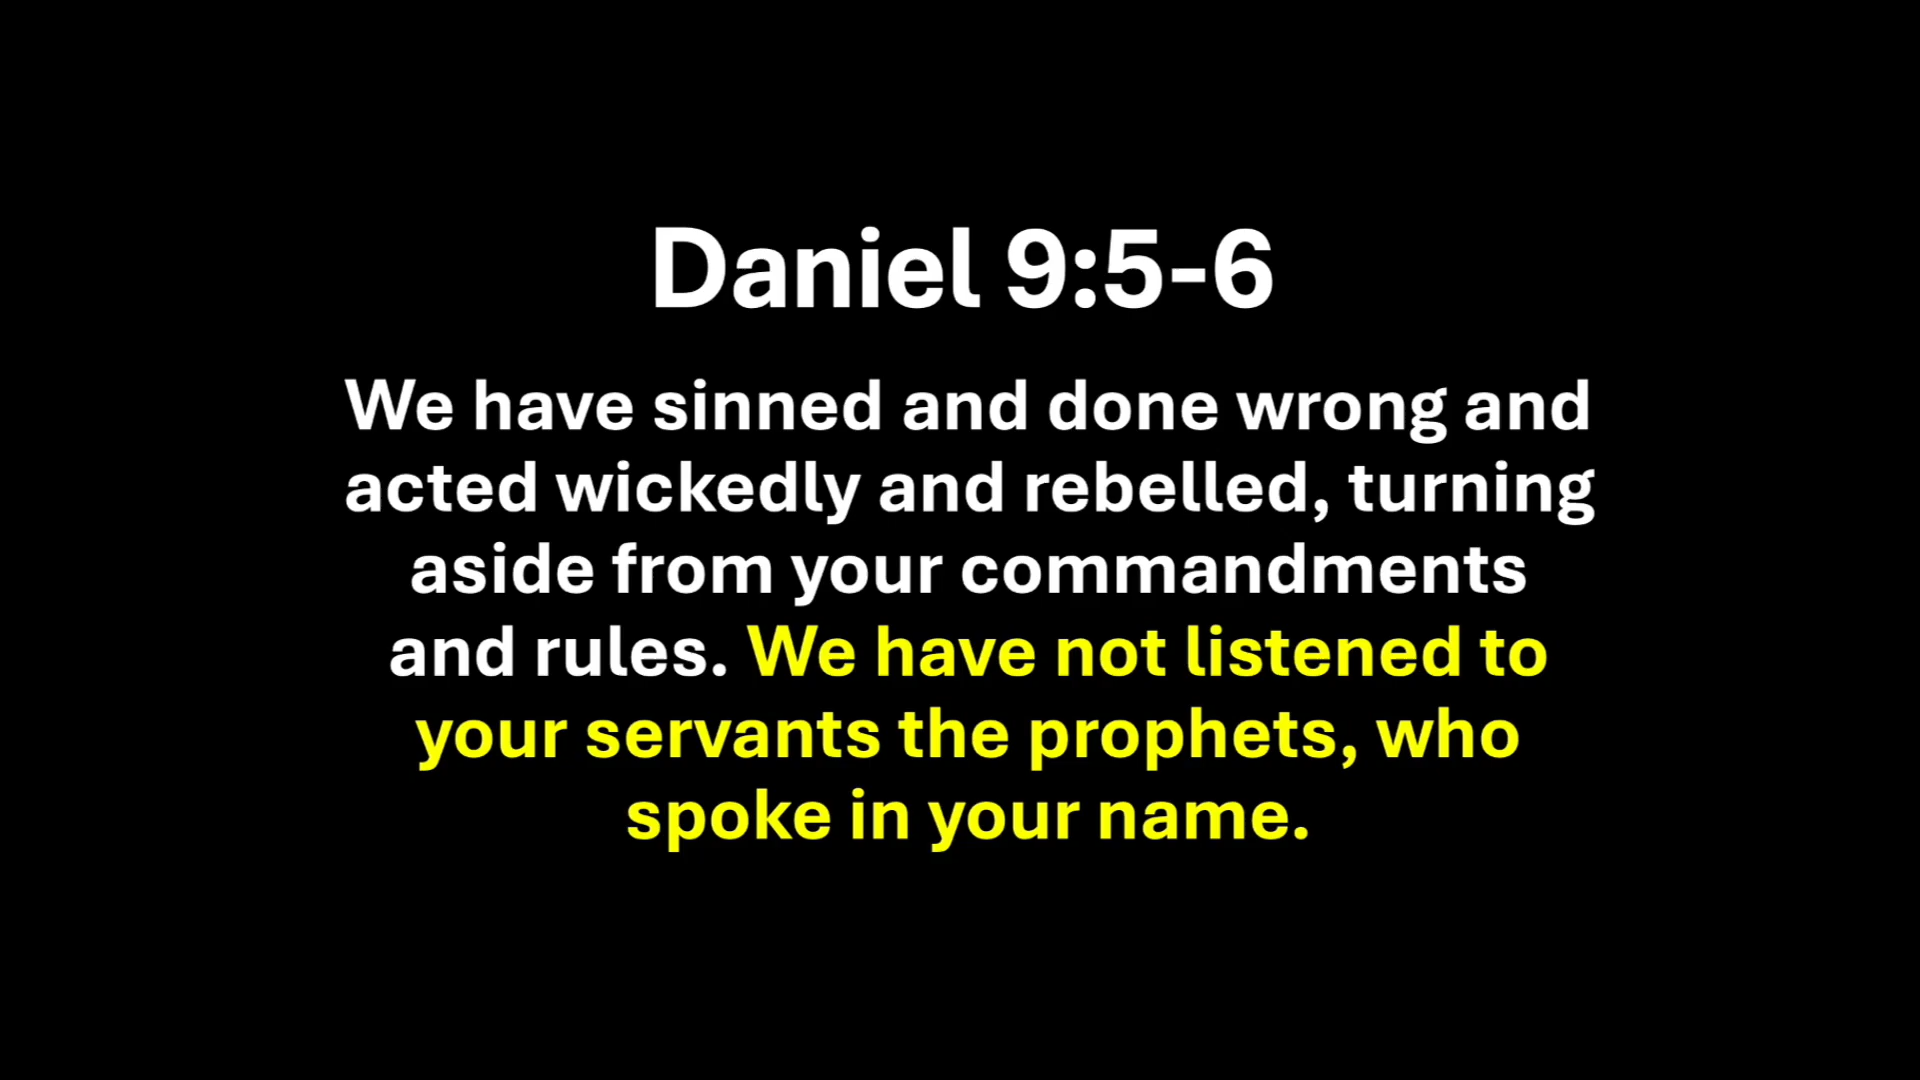 Daniel 9:5-6
We have sinned and done wrong and
acted wickedly and rebelled, turning
aside from your commandments
and rules. We have not listened to
your servants the prophets, who
spoke in your name.